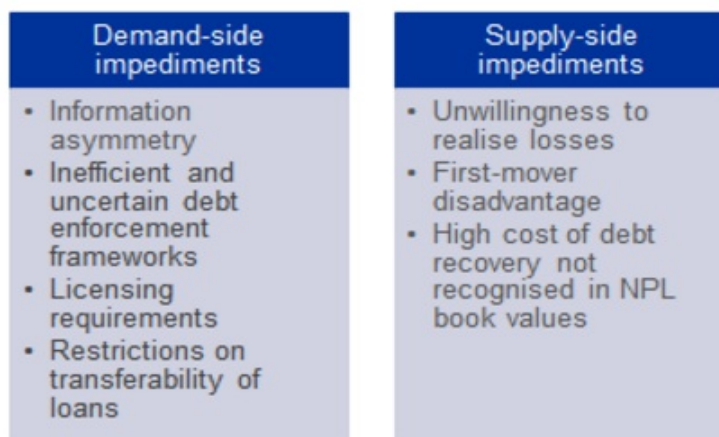 Demand-side
impediments
• Information
asymmetry
• Inefficient and
uncertain debt
enforcement
frameworks
• Licensing
requirements
• Restrictions on
transferability of
loans
Supply-side
impediments
• Unwillingness to
realise losses
• First-mover
disadvantage
• High cost of debt
recovery not
recognised in NPL
book values